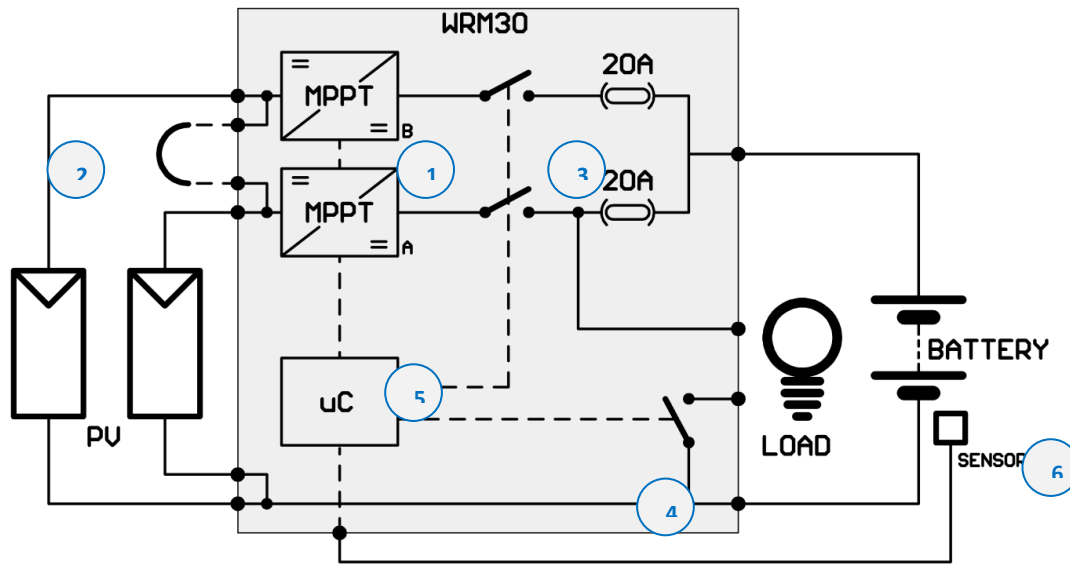 WRM30
20A
MPPT
B
2
1
3
20A
MPPT
A
BATTERY
5
uC
PV
LOAD
SENSOR
6
4